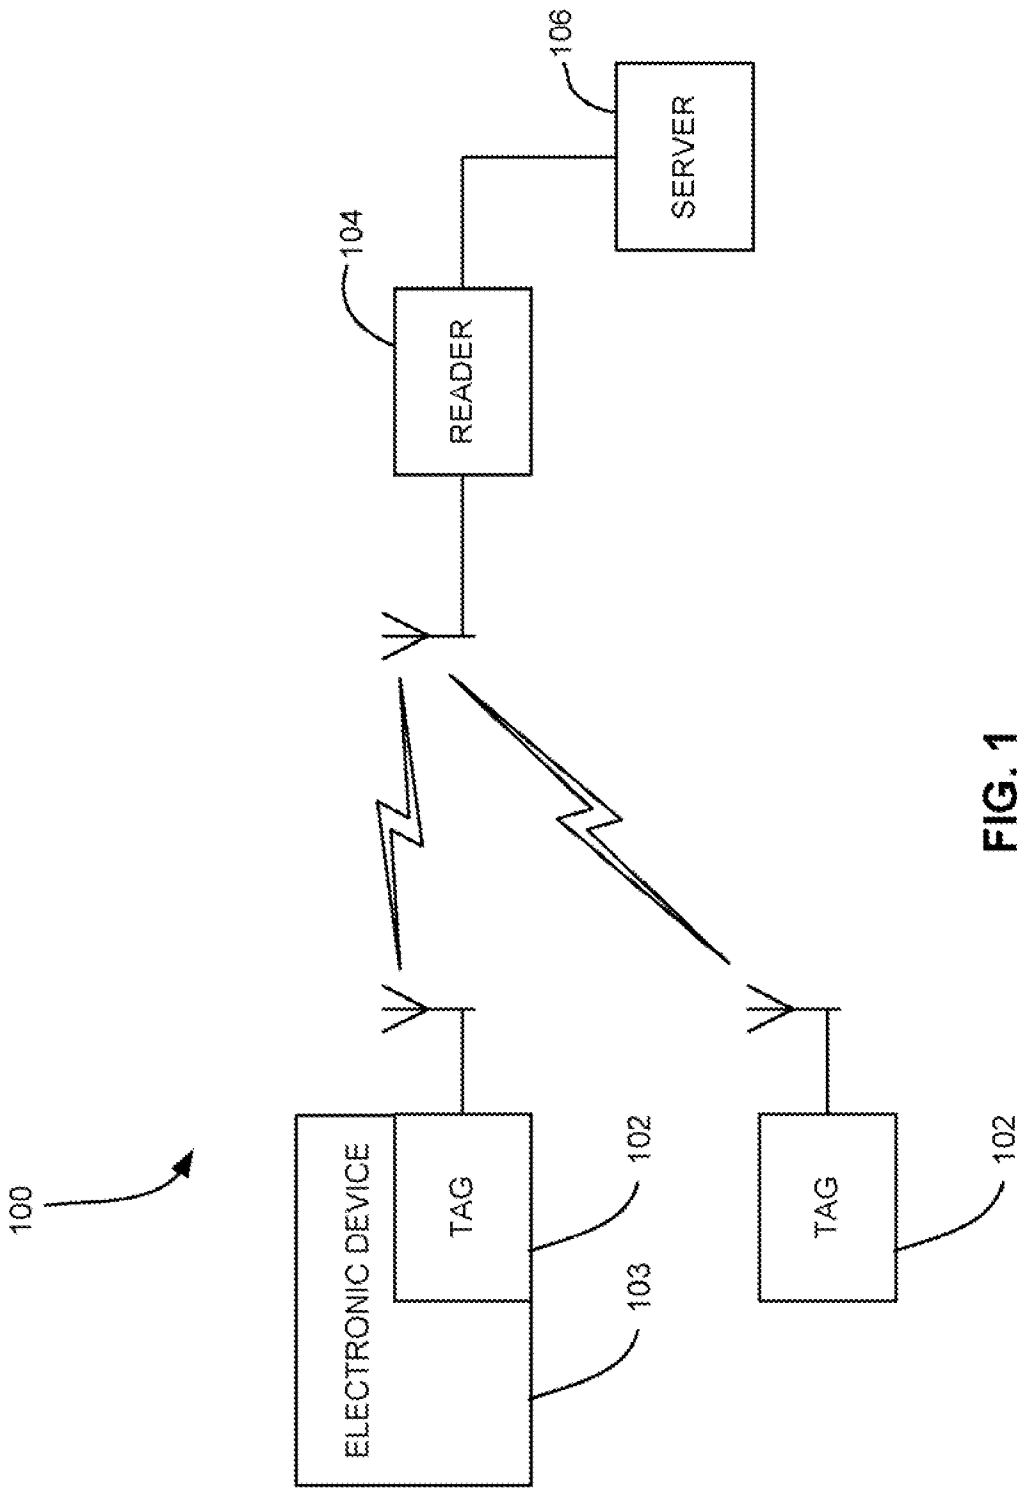 100
ELECTRONIC DEVICE
TAG
102
103
104
READER
106
SERVER
TAG
102
FIG. 1